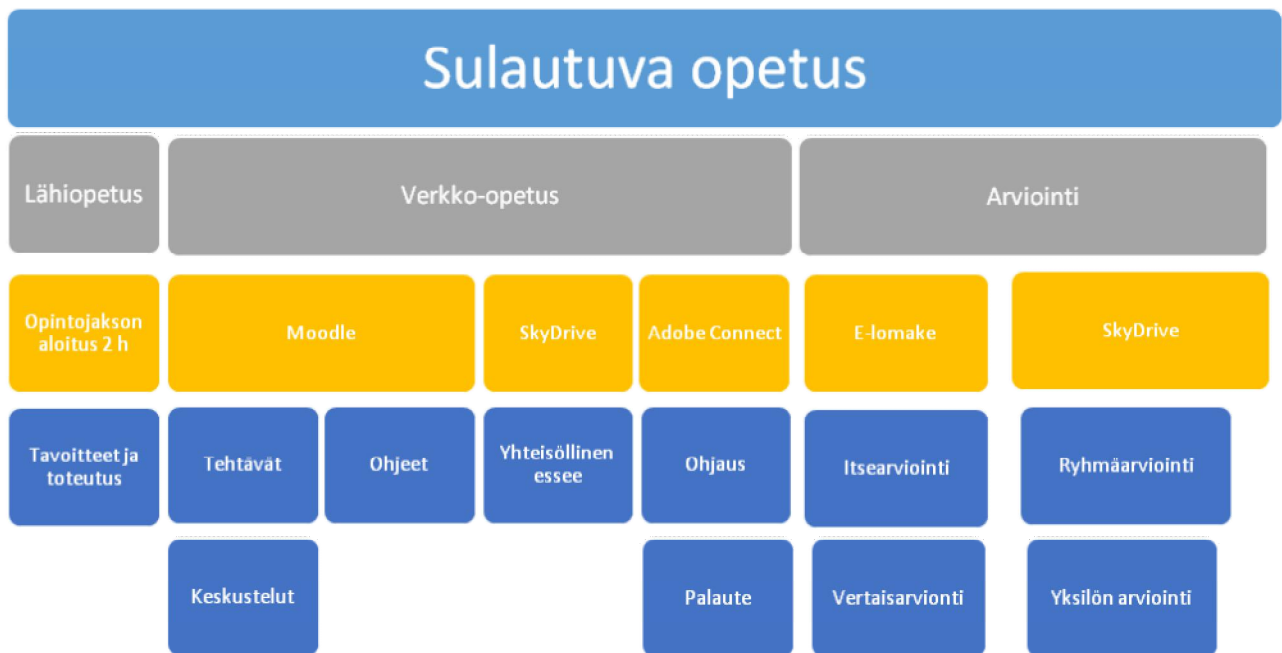 Sulautuva opetus
Lähiopetus
Verkko-opetus
Arviointi
Opintojakson
aloitus 2 h
Moodle
SkyDrive
Adobe Connect
E-lomake
SkyDrive
Tavoitteet ja
toteutus
Tehtävät
Ohjeet
Yhteisöllinen
essee
Ohjaus
Itsearviointi
Ryhmäarviointi
Keskustelut
Palaute
Vertaisarvionti
Yksilön arviointi